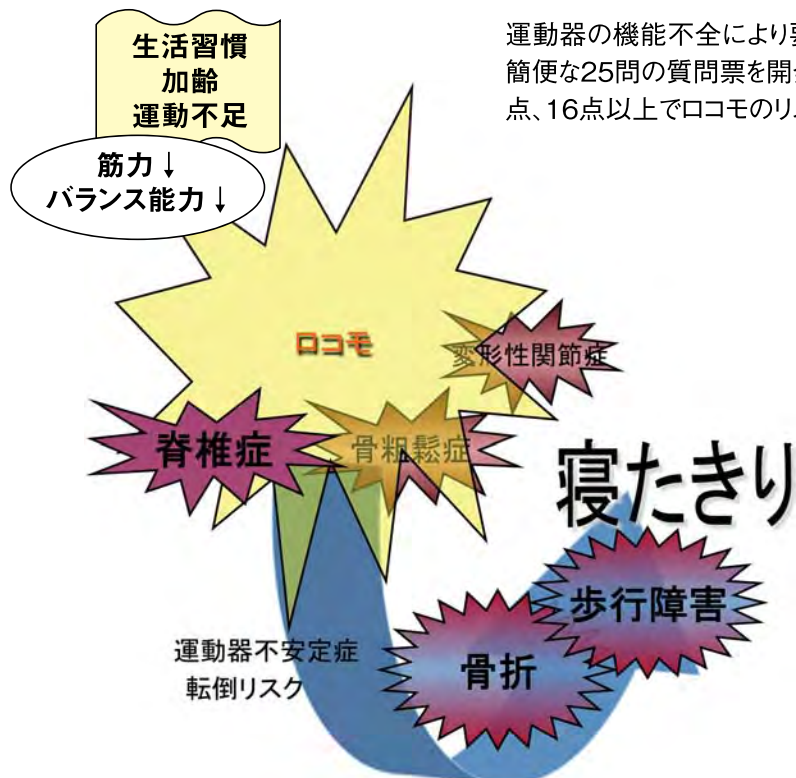 生活習慣
加齢
運動不足
筋力↓
バランス能力↓
運動器の機能不全により
簡便な25問の質問票を開
点、16点以上でロコモのリ
ロコモ
変形性関節症
脊椎症
骨粗鬆症
寝たきり
歩行障害
骨折
運動器不安定症
転倒リスク